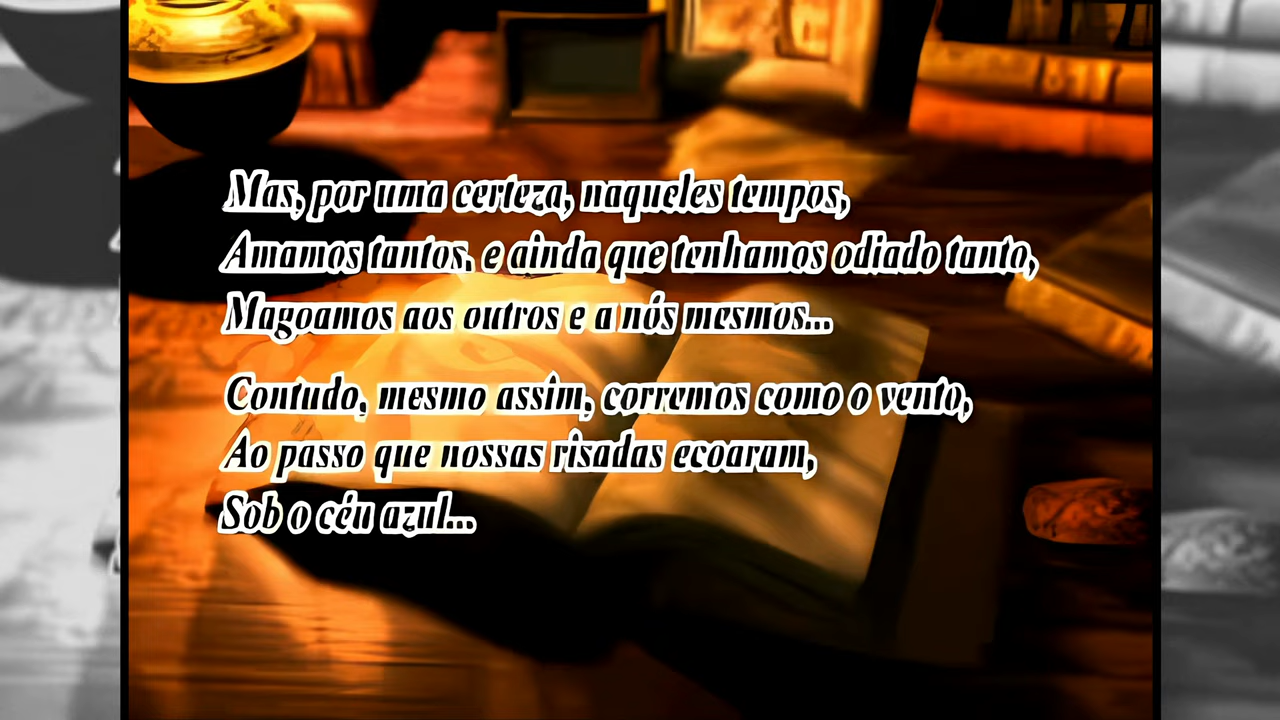 Mas, por uma certeza, naqueles tempos,
Amamos tantos, e ainda que tenhamos odiado tanto,
Magoamos aos outros e a nós mesmos...
Contudo, mesmo assim, corremos como o vento,
Ao passo que nossas risadas ecoaram,
Sob o céu azul...